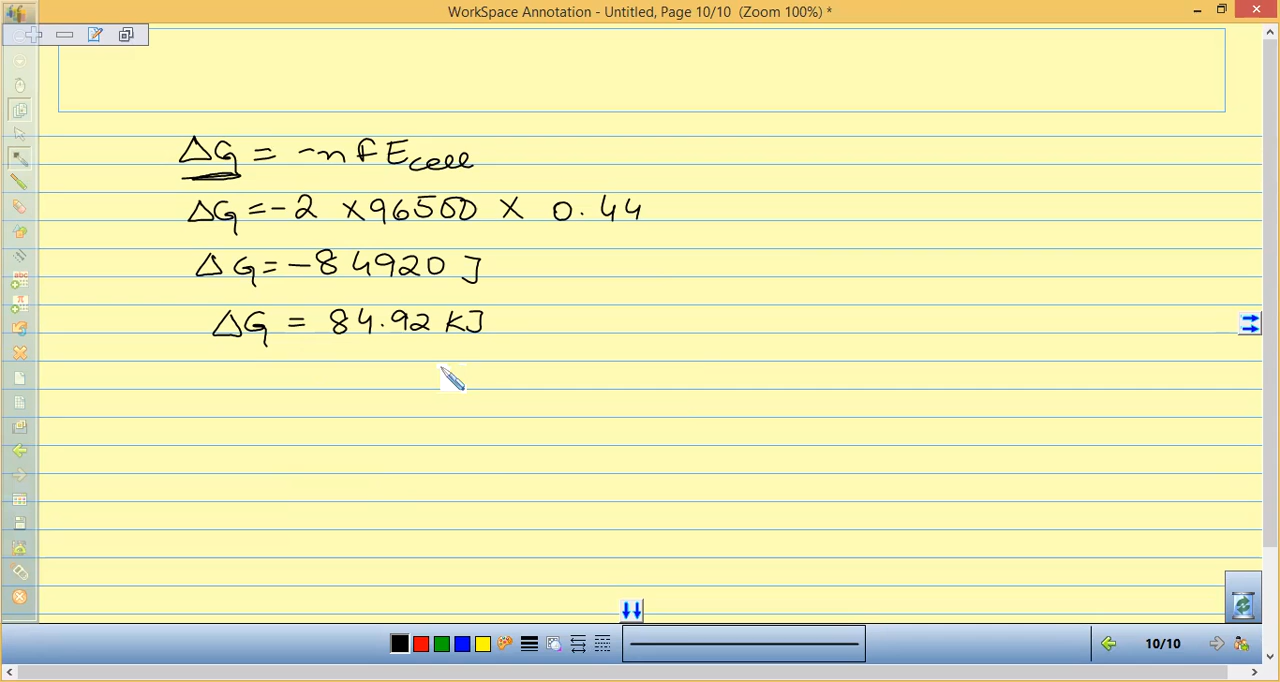 WorkSpace Annotation - Untitled, Page 10/10 (Zoom 100%) *
ΔG = -nFEcell
ΔG = -2 × 96500 × 0.44
ΔG = -84920 J
ΔG = 84.92 KJ
10/10